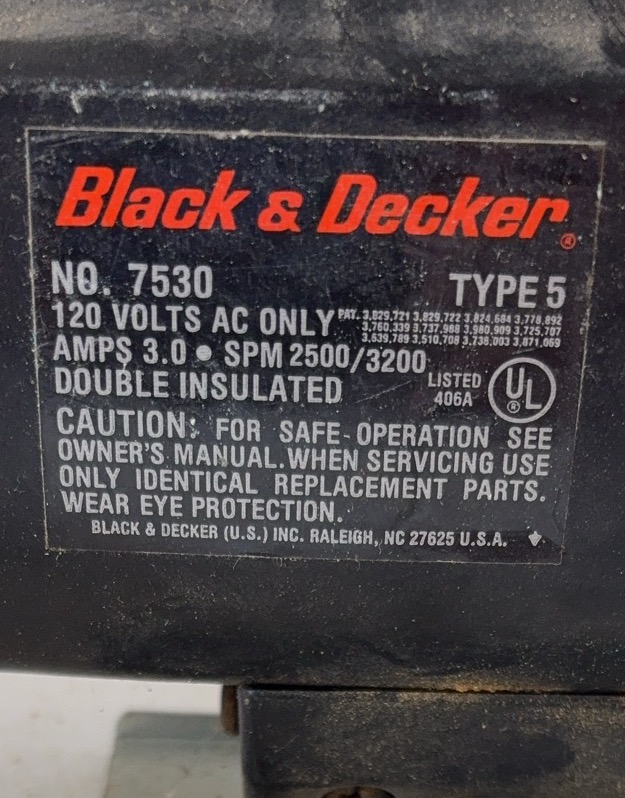 Black & Decker®
NO. 7530 TYPE 5
120 VOLTS AC ONLY PAT. 3,829,721 3,829,722 3,824,684 3,778,892
3,760,339 3,737,988 3,980,909 3,725,707
AMPS 3.0 • SPM 2500/3200 3,639,789 3,510,708 3,738,003 3,871,069
DOUBLE INSULATED LISTED UL®
406A
CAUTION: FOR SAFE-OPERATION SEE
OWNER'S MANUAL.WHEN SERVICING USE
ONLY IDENTICAL REPLACEMENT PARTS.
WEAR EYE PROTECTION.
BLACK & DECKER (U.S.) INC. RALEIGH, NC 27625 U.S.A.